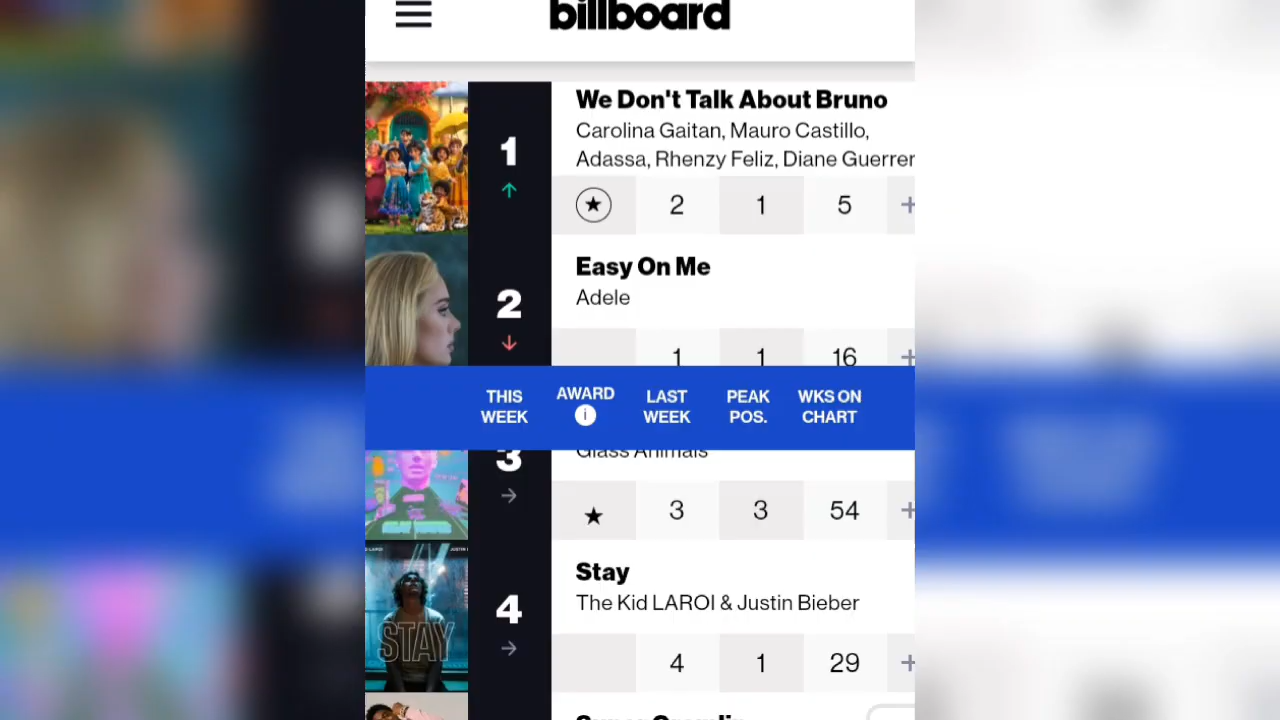 billboard
We Don't Talk About Bruno
1
Carolina Gaitan, Mauro Castillo,
Adassa, Rhenzy Feliz, Diane Guerrer
2 1 5 +
Easy On Me
2
Adele
1 1 16 +
THIS WEEK
AWARD
i
LAST WEEK
PEAK POS.
WKS ON CHART
3
Glass Animals
3 3 54 +
Stay
4
The Kid LAROI & Justin Bieber
STAY
4 1 29 +